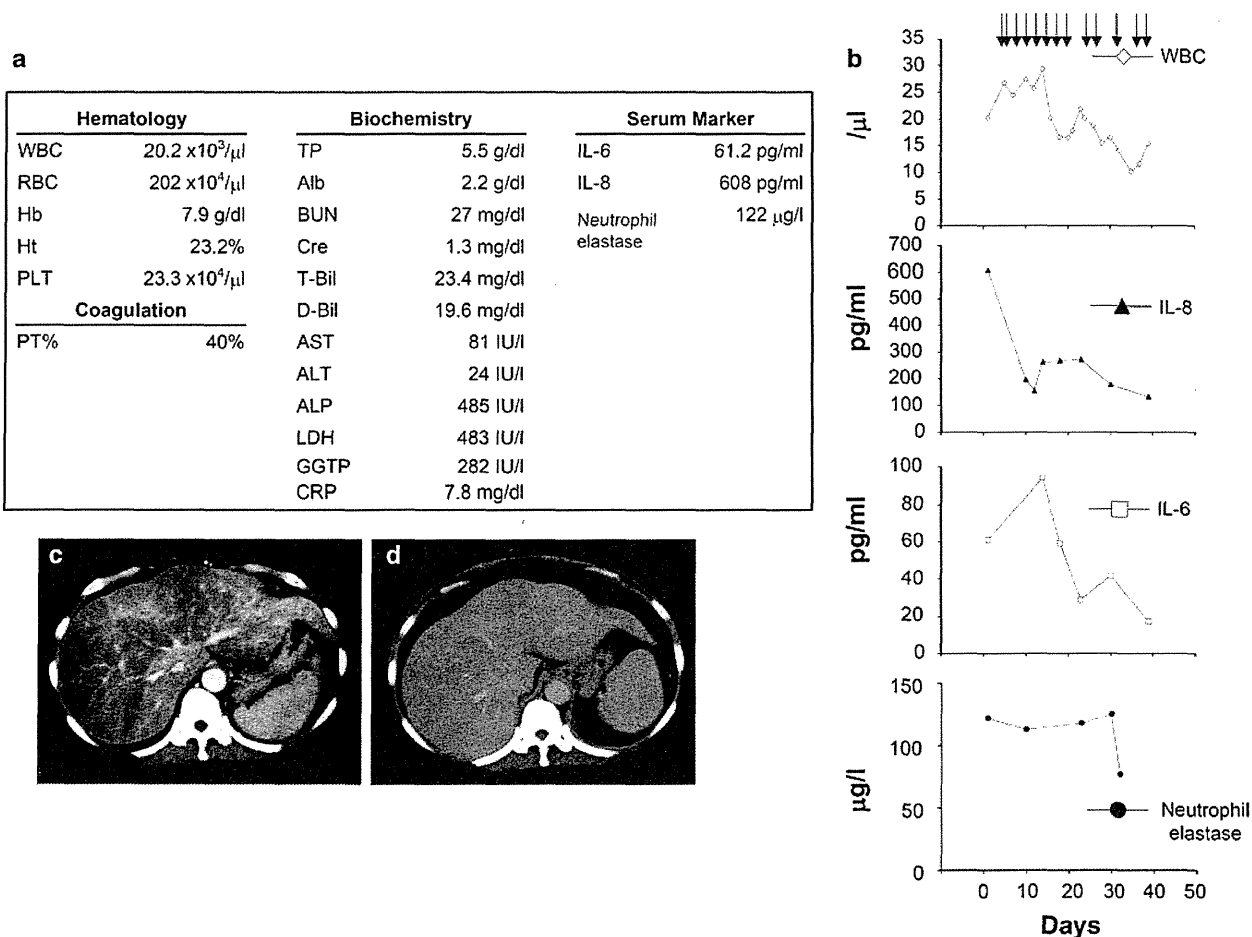 a
Hematology
WBC 20.2 x10³/µl
RBC 202 x10⁴/µl
Hb 7.9 g/dl
Ht 23.2%
PLT 23.3 x10⁴/µl
Coagulation
PT% 40%
Biochemistry
TP 5.5 g/dl
Alb 2.2 g/dl
BUN 27 mg/dl
Cre 1.3 mg/dl
T-Bil 23.4 mg/dl
D-Bil 19.6 mg/dl
AST 81 IU/l
ALT 24 IU/l
ALP 485 IU/l
LDH 483 IU/l
GGTP 282 IU/l
CRP 7.8 mg/dl
Serum Marker
IL-6 61.2 pg/ml
IL-8 608 pg/ml
Neutrophil 122 µg/l
elastase
b
35
30
25
20
15
10
5
0
/µl
WBC
700
600
500
400
300
200
100
0
pg/ml
IL-8
100
80
60
40
20
0
pg/ml
IL-6
150
100
50
0
µg/l
Neutrophil
elastase
0 10 20 30 40 50
Days
c
d